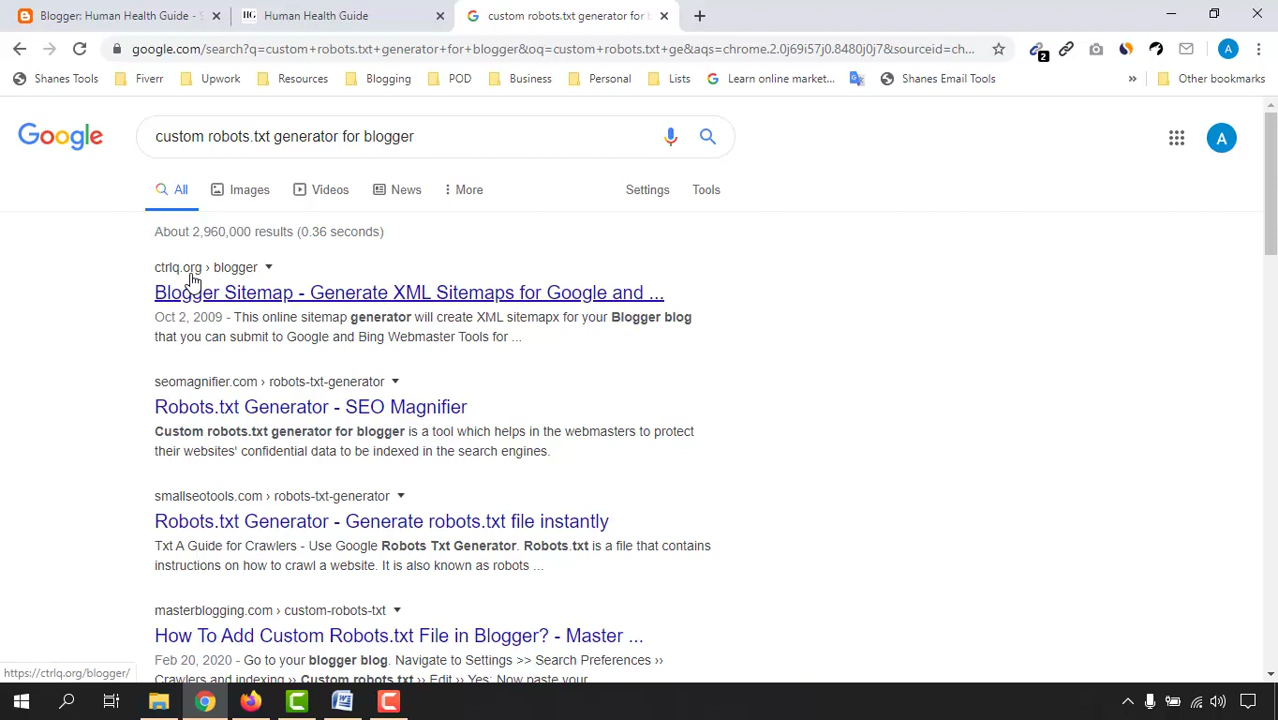 Blogger: Human Health Guide - S
Human Health Guide
custom robots.txt generator for b
google.com/search?q=custom+robots.txt+generator+for+blogger&oq=custom+robots.txt+ge&aqs=chrome.2.0j69i57j0.8480j0j7&sourceid=ch...
2
A
Shanes Tools
Fiverr
Upwork
Resources
Blogging
POD
Business
Personal
Lists
Learn online market...
Shanes Email Tools
»
Other bookmarks
Google
custom robots.txt generator for blogger
A
All
Images
Videos
News
More
Settings
Tools
About 2,960,000 results (0.36 seconds)
ctrlq.org › blogger
Blogger Sitemap - Generate XML Sitemaps for Google and ...
Oct 2, 2009 - This online sitemap generator will create XML sitemapx for your Blogger blog
that you can submit to Google and Bing Webmaster Tools for ...
seomagnifier.com › robots-txt-generator
Robots.txt Generator - SEO Magnifier
Custom robots.txt generator for blogger is a tool which helps in the webmasters to protect
their websites' confidential data to be indexed in the search engines.
smallseotools.com › robots-txt-generator
Robots.txt Generator - Generate robots.txt file instantly
Txt A Guide for Crawlers - Use Google Robots Txt Generator. Robots.txt is a file that contains
instructions on how to crawl a website. It is also known as robots ...
masterblogging.com › custom-robots-txt
How To Add Custom Robots.txt File in Blogger? - Master ...
Feb 20, 2020 - Go to your blogger blog. Navigate to Settings >> Search Preferences ››
Crawlers and indexing ›› Custom robots.txt ›› Edit ›› Yes; Now paste your
https://ctrlq.org/blogger/